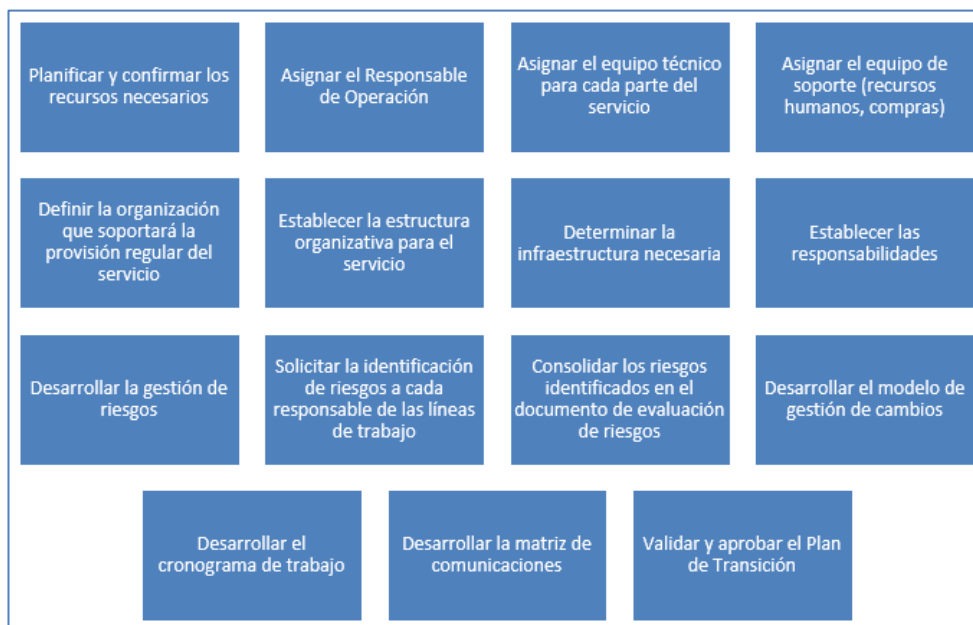 Planificar y confirmar los
recursos necesarios
Asignar el Responsable
de Operación
Asignar el equipo técnico
para cada parte del
servicio
Asignar el equipo de
soporte (recursos
humanos, compras)
Definir la organización
que soportará la
provisión regular del
servicio
Establecer la estructura
organizativa para el
servicio
Determinar la
infraestructura necesaria
Establecer las
responsabilidades
Desarrollar la gestión de
riesgos
Solicitar la identificación
de riesgos a cada
responsable de las líneas
de trabajo
Consolidar los riesgos
identificados en el
documento de evaluación
de riesgos
Desarrollar el modelo de
gestión de cambios
Desarrollar el
cronograma de trabajo
Desarrollar la matriz de
comunicaciones
Validar y aprobar el Plan
de Transición